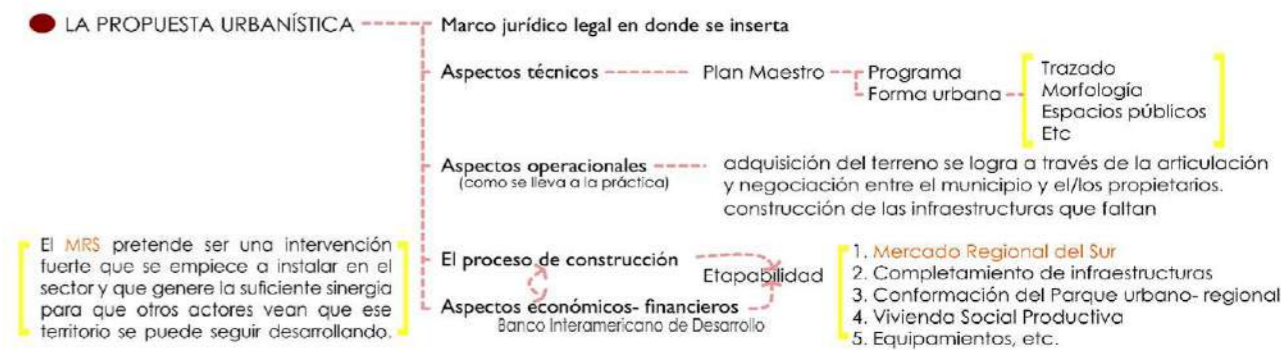 LA PROPUESTA URBANÍSTICA
Marco jurídico legal en donde se inserta
Aspectos técnicos
Plan Maestro
Programa
Forma urbana
Trazado
Morfología
Espacios públicos
Etc
Aspectos operacionales
(como se lleva a la práctica)
adquisición del terreno se logra a través de la articulación
y negociación entre el municipio y el/los propietarios.
construcción de las infraestructuras que faltan
El MRS pretende ser una intervención
fuerte que se empiece a instalar en el
sector y que genere la suficiente sinergia
para que otros actores vean que ese
territorio se puede seguir desarrollando.
El proceso de construcción
Aspectos económicos- financieros
Banco Interamericano de Desarrollo
Etapabilidad
1. Mercado Regional del Sur
2. Completamiento de infraestructuras
3. Conformación del Parque urbano- regional
4. Vivienda Social Productiva
5. Equipamientos, etc.